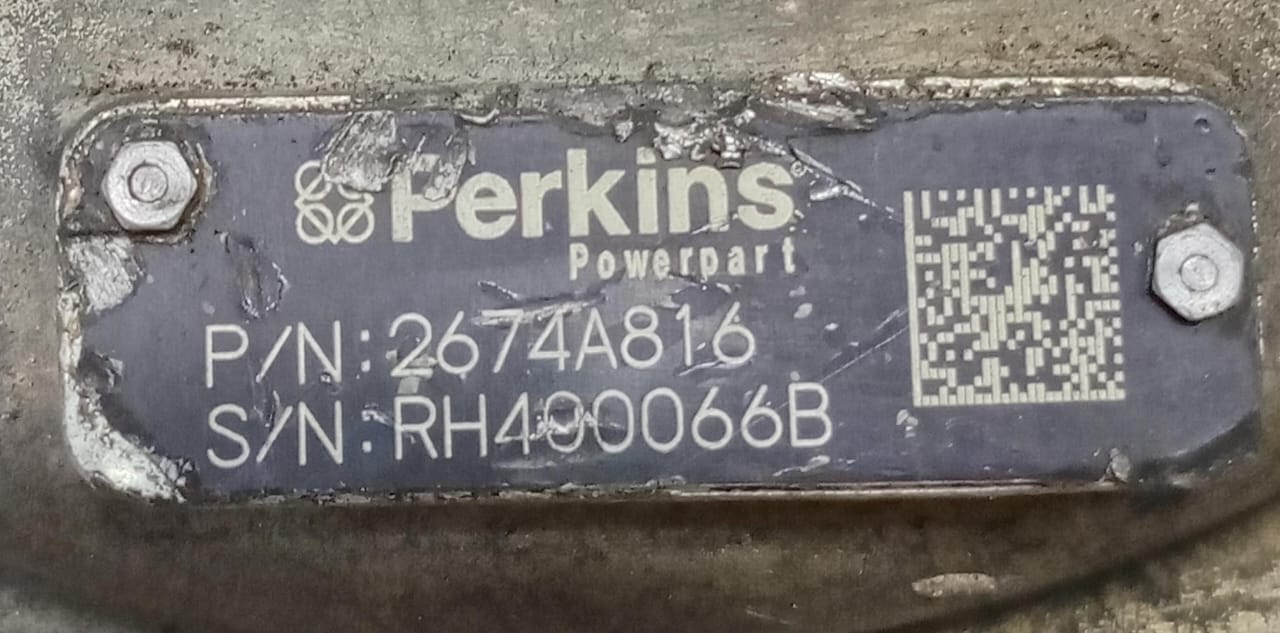 Perkins
Powerpart
P/N:2674A816
S/N:RH400066B